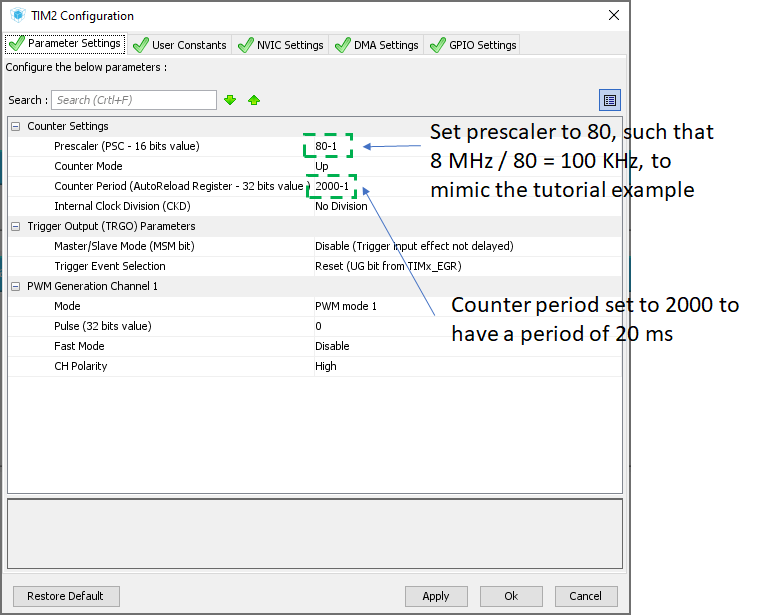 TIM2 Configuration
Parameter Settings
User Constants
NVIC Settings
DMA Settings
GPIO Settings
Configure the below parameters :
Search : Search (Crtl+F)
Counter Settings
Prescaler (PSC - 16 bits value) 80-1
Counter Mode Up
Counter Period (AutoReload Register - 32 bits value ) 2000-1
Internal Clock Division (CKD) No Division
Trigger Output (TRGO) Parameters
Master/Slave Mode (MSM bit) Disable (Trigger input effect not delayed)
Trigger Event Selection Reset (UG bit from TIMx_EGR)
PWM Generation Channel 1
Mode PWM mode 1
Pulse (32 bits value) 0
Fast Mode Disable
CH Polarity High
Set prescaler to 80, such that
8 MHz / 80 = 100 KHz, to
mimic the tutorial example
Counter period set to 2000 to
have a period of 20 ms
Restore Default
Apply
Ok
Cancel